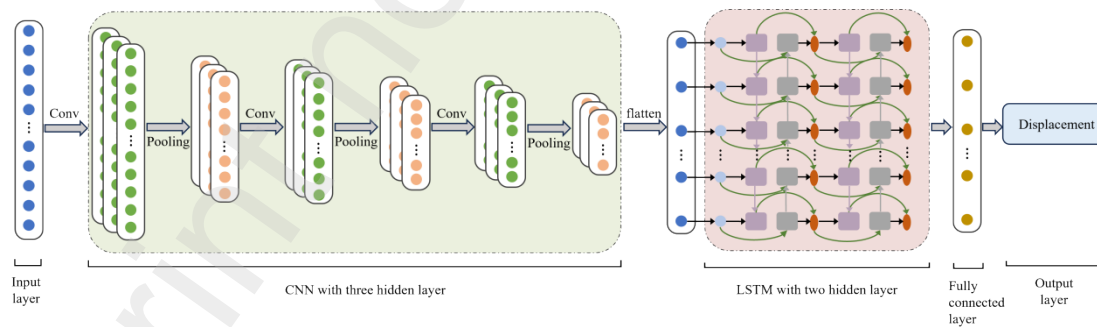 Conv
Pooling
Conv
Pooling
Conv
Pooling
flatten
Displacement
Input
layer
CNN with three hidden layer
LSTM with two hidden layer
Fully
connected
layer
Output
layer